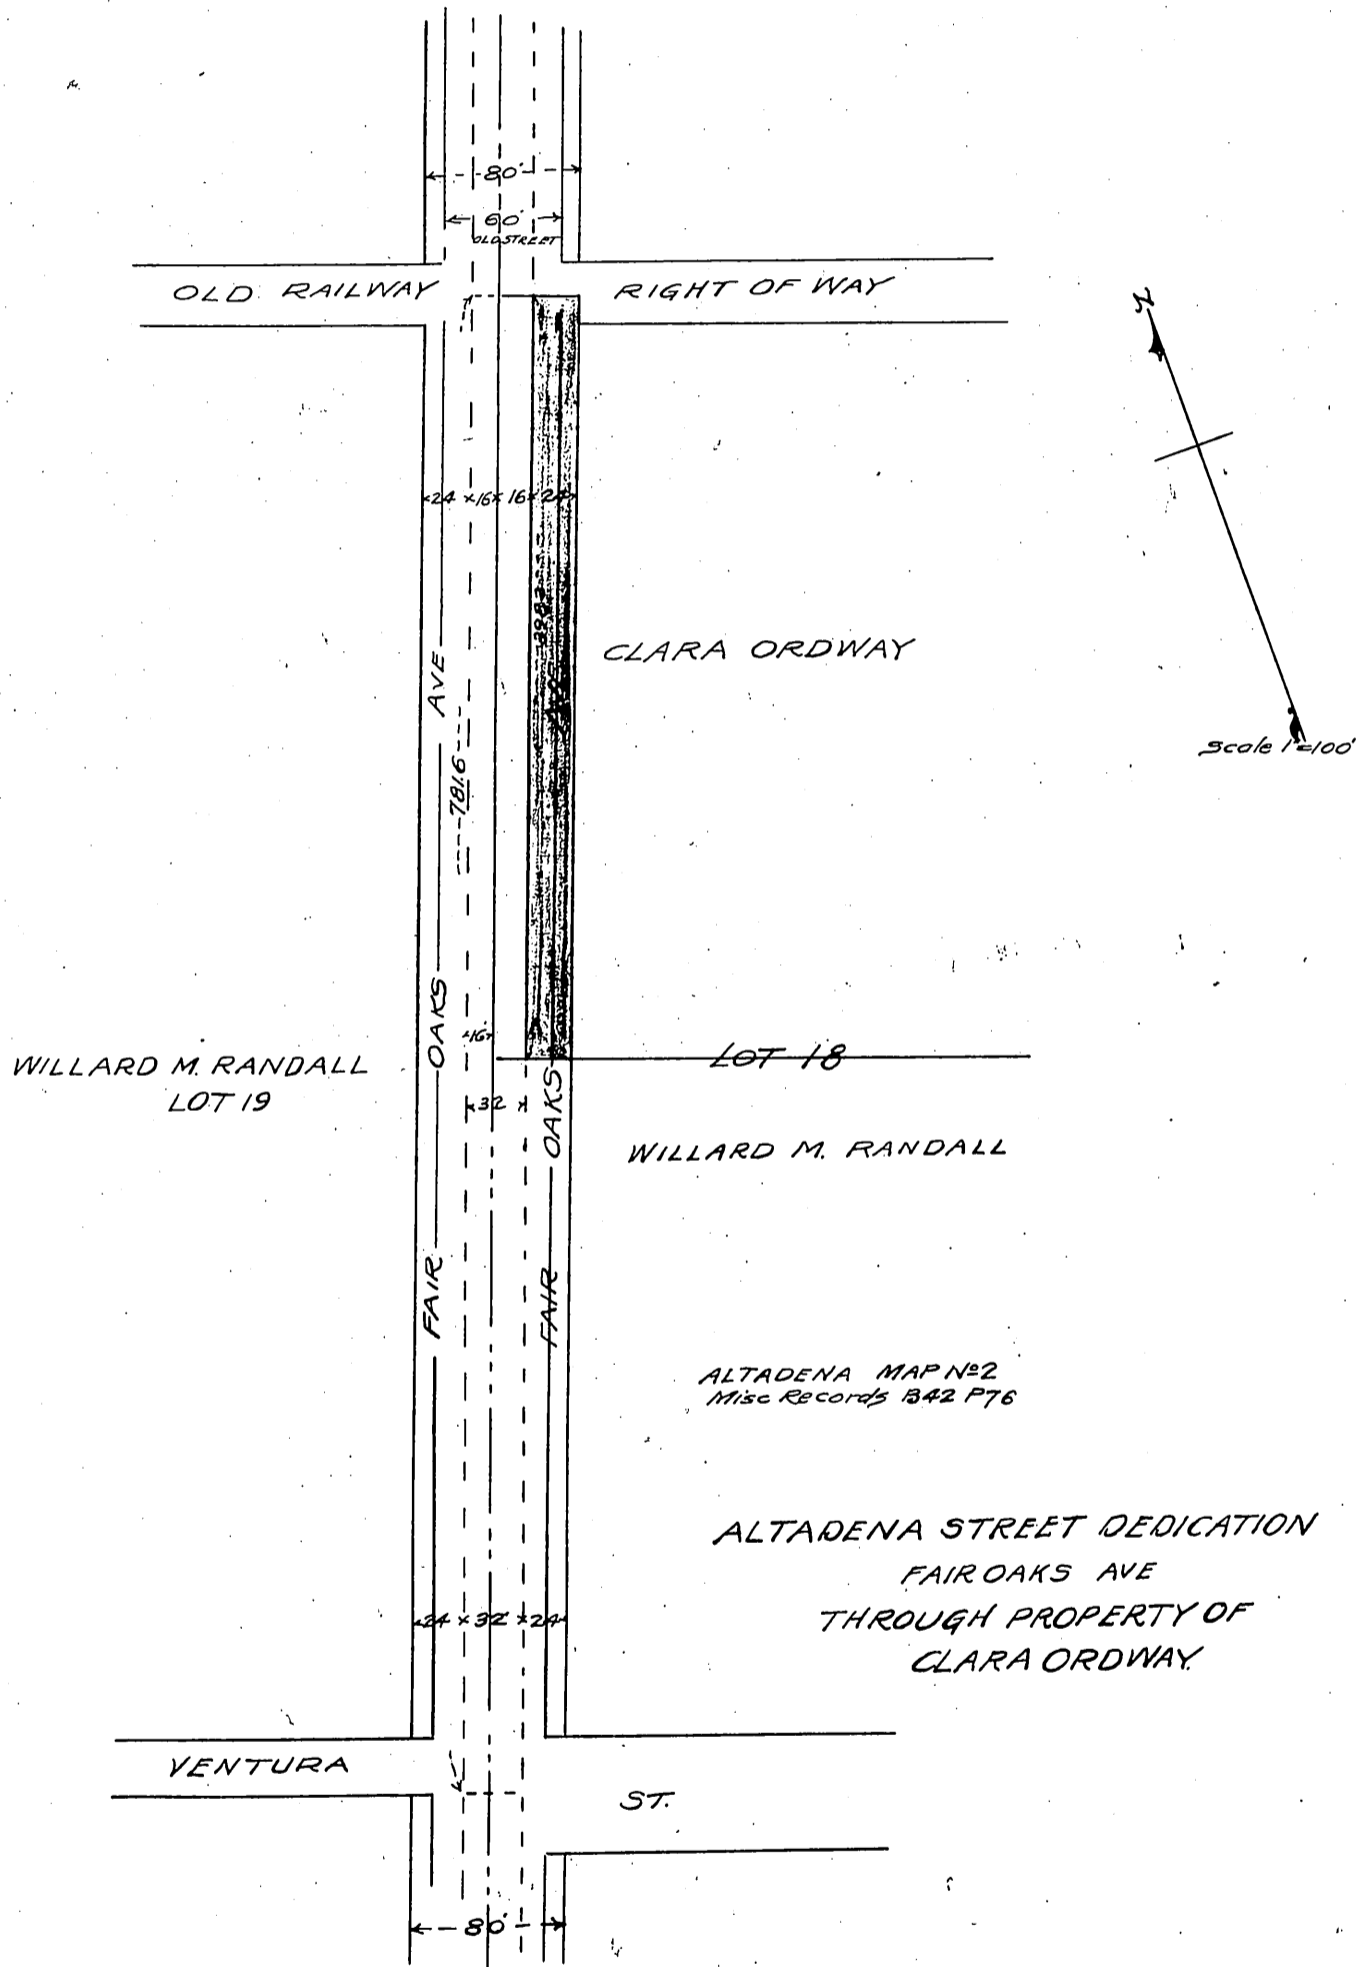 80'
60'
OLD STREET
OLD RAILWAY
RIGHT OF WAY
N
24 16 16 24
398.3
CLARA ORDWAY
AVE
781.6
Scale 1"=100'
OAKS
16
LOT 18
WILLARD M. RANDALL
LOT 19
32
OAKS
WILLARD M. RANDALL
FAIR
FAIR
ALTADENA MAP Nº2
Misc Records B42 P76
ALTADENA STREET DEDICATION
FAIR OAKS AVE
THROUGH PROPERTY OF
CLARA ORDWAY.
24 32 24
VENTURA
ST.
80'